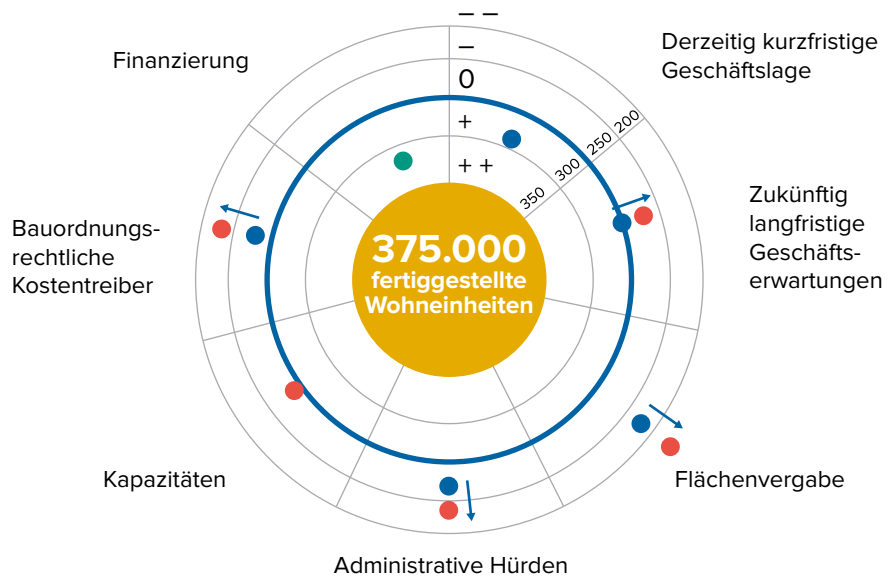 – –
–
0
+
+ +
200
250
300
350
Finanzierung
Derzeitig kurzfristige
Geschäftslage
Zukünftig
langfristige
Geschäfts-
erwartungen
Bauordnungs-
rechtliche
Kostentreiber
375.000
fertiggestellte
Wohneinheiten
Kapazitäten
Flächenvergabe
Administrative Hürden